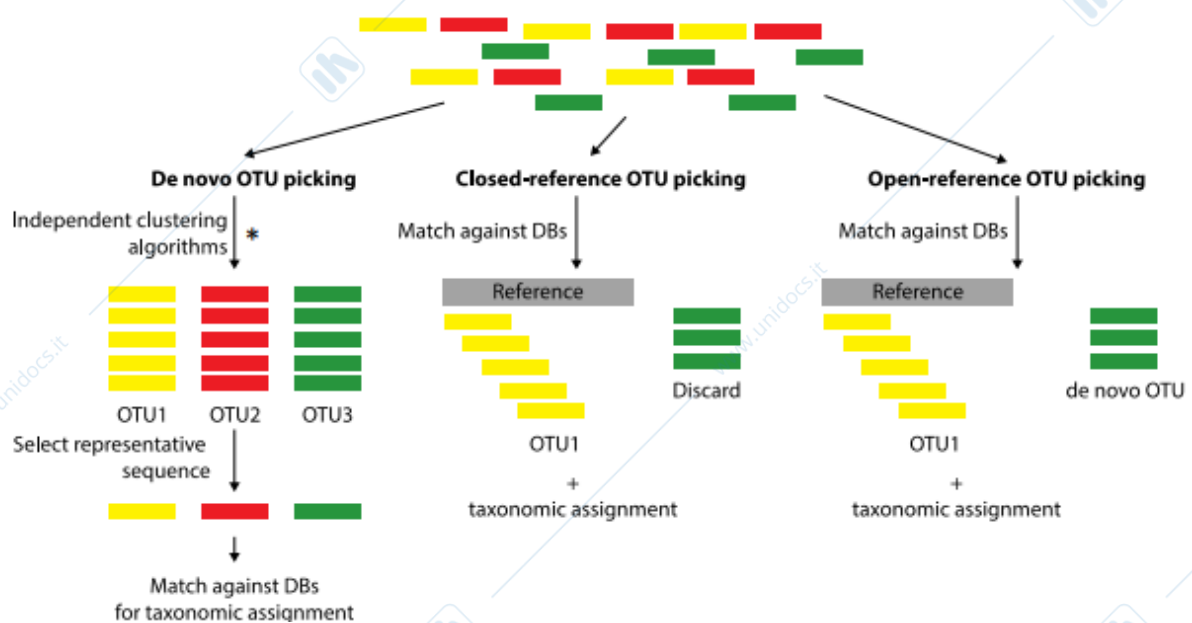 De novo OTU picking
Closed-reference OTU picking
Open-reference OTU picking
Independent clustering
algorithms *
Match against DBs
Match against DBs
Reference
Reference
OTU1
OTU2
OTU3
Discard
de novo OTU
OTU1
OTU1
Select representative
sequence
+
+
taxonomic assignment
taxonomic assignment
Match against DBs
for taxonomic assignment
unidocs.it
www.unidocs.it